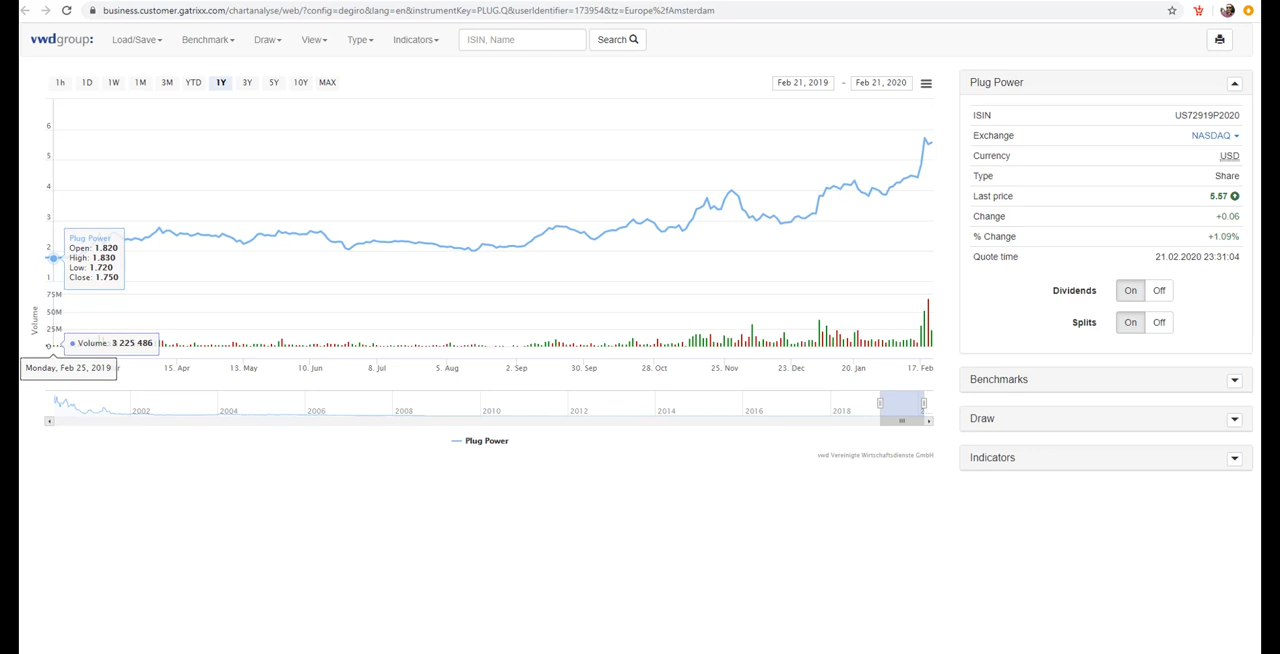 business.customer.gatrixx.com/chartanalyse/web/?config=degiro&lang=en&instrumentKey=PLUG.Q&userIdentifier=173954&tz=Europe%2fAmsterdam
vwdgroup: Load/Save Benchmark Draw View Type Indicators ISIN, Name Search
1h 1D 1W 1M 3M YTD 1Y 3Y 5Y 10Y MAX Feb 21, 2019 - Feb 21, 2020
6
5
4
3
2
1
Plug Power
Open: 1.820
High: 1.830
Low: 1.720
Close: 1.750
75M
50M
25M
0
Volume
Volume: 3 225 486
Monday, Feb 25, 2019
15. Apr 13. May 10. Jun 8. Jul 5. Aug 2. Sep 30. Sep 28. Oct 25. Nov 23. Dec 20. Jan 17. Feb
2002 2004 2006 2008 2010 2012 2014 2016 2018
Plug Power
vwd Vereinigte Wirtschaftsdienste GmbH
Plug Power
ISIN US72919P2020
Exchange NASDAQ
Currency USD
Type Share
Last price 5.57
Change +0.06
% Change +1.09%
Quote time 21.02.2020 23:31:04
Dividends On Off
Splits On Off
Benchmarks
Draw
Indicators